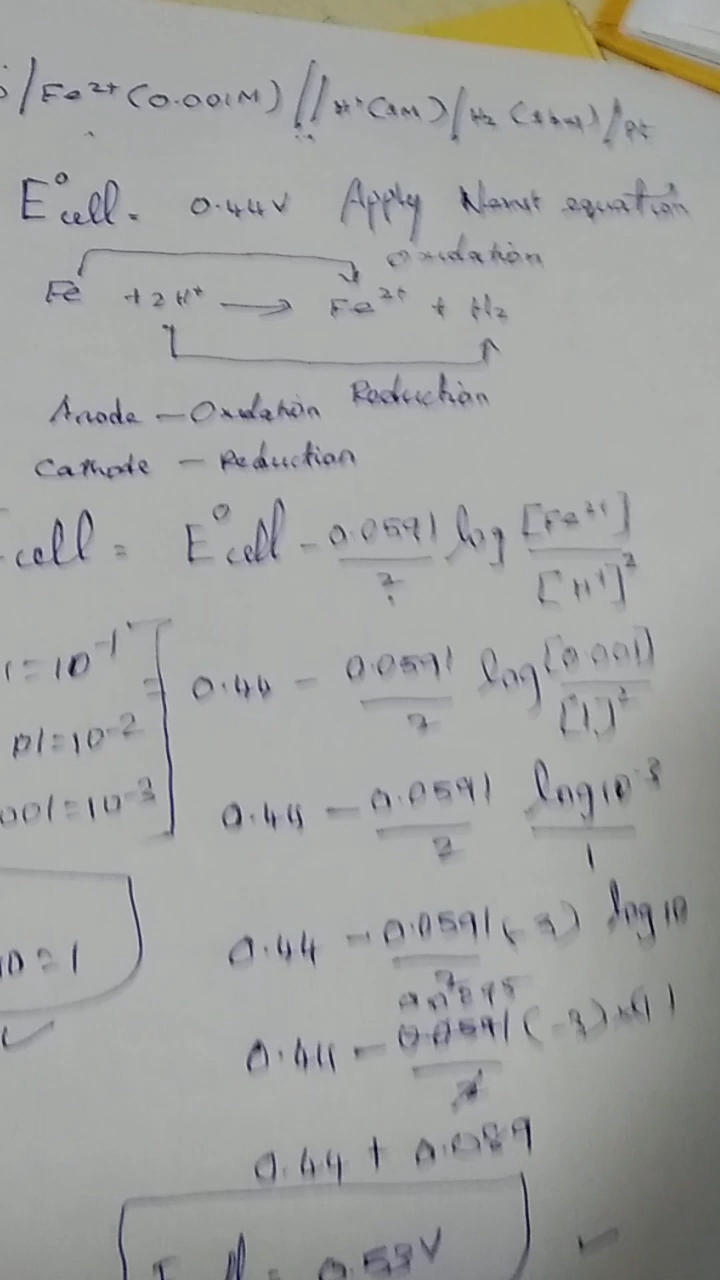 /Fe²⁺(0.001M)//H⁺(1M)/H₂()/Pt
E°cell = 0.44V Apply Nernst equation
Oxidation
Fe + 2H⁺ → Fe²⁺ + H₂
Reduction
Anode - Oxidation
Cathode - Reduction
cell = E°cell - 0.0591/2 log [Fe²⁺]/[H⁺]²
1 = 10⁻¹
= 0.44 - 0.0591/2 log [0.001]/[1]²
01 = 10⁻²
001 = 10⁻³
0.44 - 0.0591/2 log10⁻³/1
0.44 - 0.0591/2 (-3) log 10
0 = 1
0.44 - 0.0591/2 (-3) × 1
0.44 + 0.089
= 0.53V